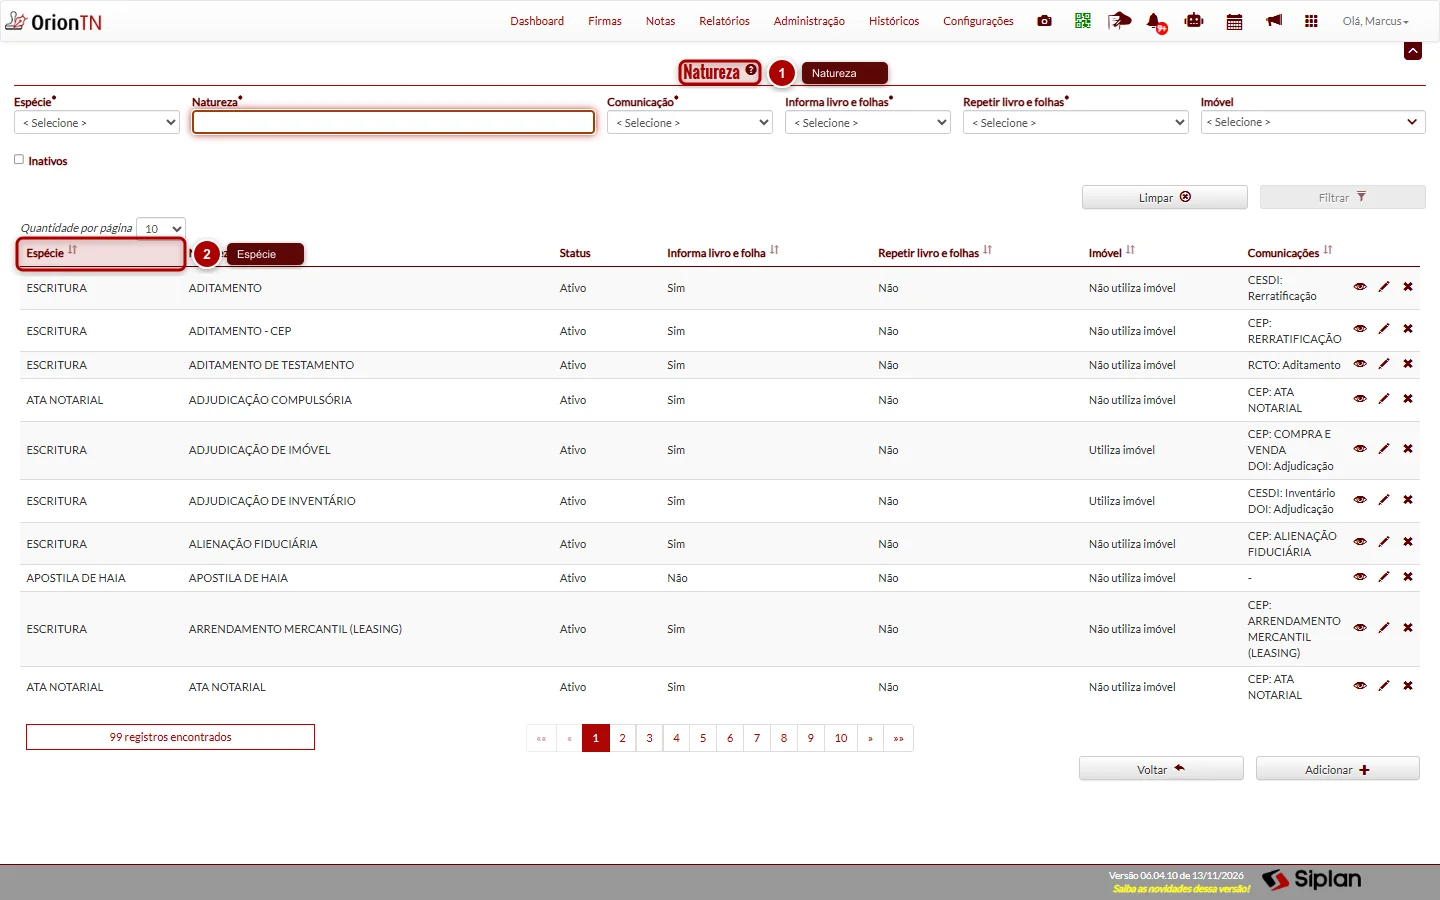 OrionTN
Dashboard Firmas Notas Relatórios Administração Históricos Configurações 9+ Olá, Marcus
Natureza ? 1 Natureza
Espécie* Natureza* Comunicação* Informa livro e folhas* Repetir livro e folhas* Imóvel
< Selecione > < Selecione > < Selecione > < Selecione > < Selecione >
Inativos
Limpar Filtrar
Quantidade por página 10
Espécie 2 Espécie Status Informa livro e folha Repetir livro e folhas Imóvel Comunicações
ESCRITURA ADITAMENTO Ativo Sim Não Não utiliza imóvel CESDI:
Rerratificação
ESCRITURA ADITAMENTO - CEP Ativo Sim Não Não utiliza imóvel CEP:
RERRATIFICAÇÃO
ESCRITURA ADITAMENTO DE TESTAMENTO Ativo Sim Não Não utiliza imóvel RCTO: Aditamento
ATA NOTARIAL ADJUDICAÇÃO COMPULSÓRIA Ativo Sim Não Não utiliza imóvel CEP: ATA
NOTARIAL
ESCRITURA ADJUDICAÇÃO DE IMÓVEL Ativo Sim Não Utiliza imóvel CEP: COMPRA E
VENDA
DOI: Adjudicação
ESCRITURA ADJUDICAÇÃO DE INVENTÁRIO Ativo Sim Não Utiliza imóvel CESDI: Inventário
DOI: Adjudicação
ESCRITURA ALIENAÇÃO FIDUCIÁRIA Ativo Sim Não Não utiliza imóvel CEP: ALIENAÇÃO
FIDUCIÁRIA
APOSTILA DE HAIA APOSTILA DE HAIA Ativo Não Não Não utiliza imóvel -
ESCRITURA ARRENDAMENTO MERCANTIL (LEASING) Ativo Sim Não Não utiliza imóvel CEP:
ARRENDAMENTO
MERCANTIL
(LEASING)
ATA NOTARIAL ATA NOTARIAL Ativo Sim Não Não utiliza imóvel CEP: ATA
NOTARIAL
99 registros encontrados «« « 1 2 3 4 5 6 7 8 9 10 » »»
Voltar Adicionar
Versão 06.04.10 de 13/11/2026
Saiba as novidades dessa versão!
Siplan